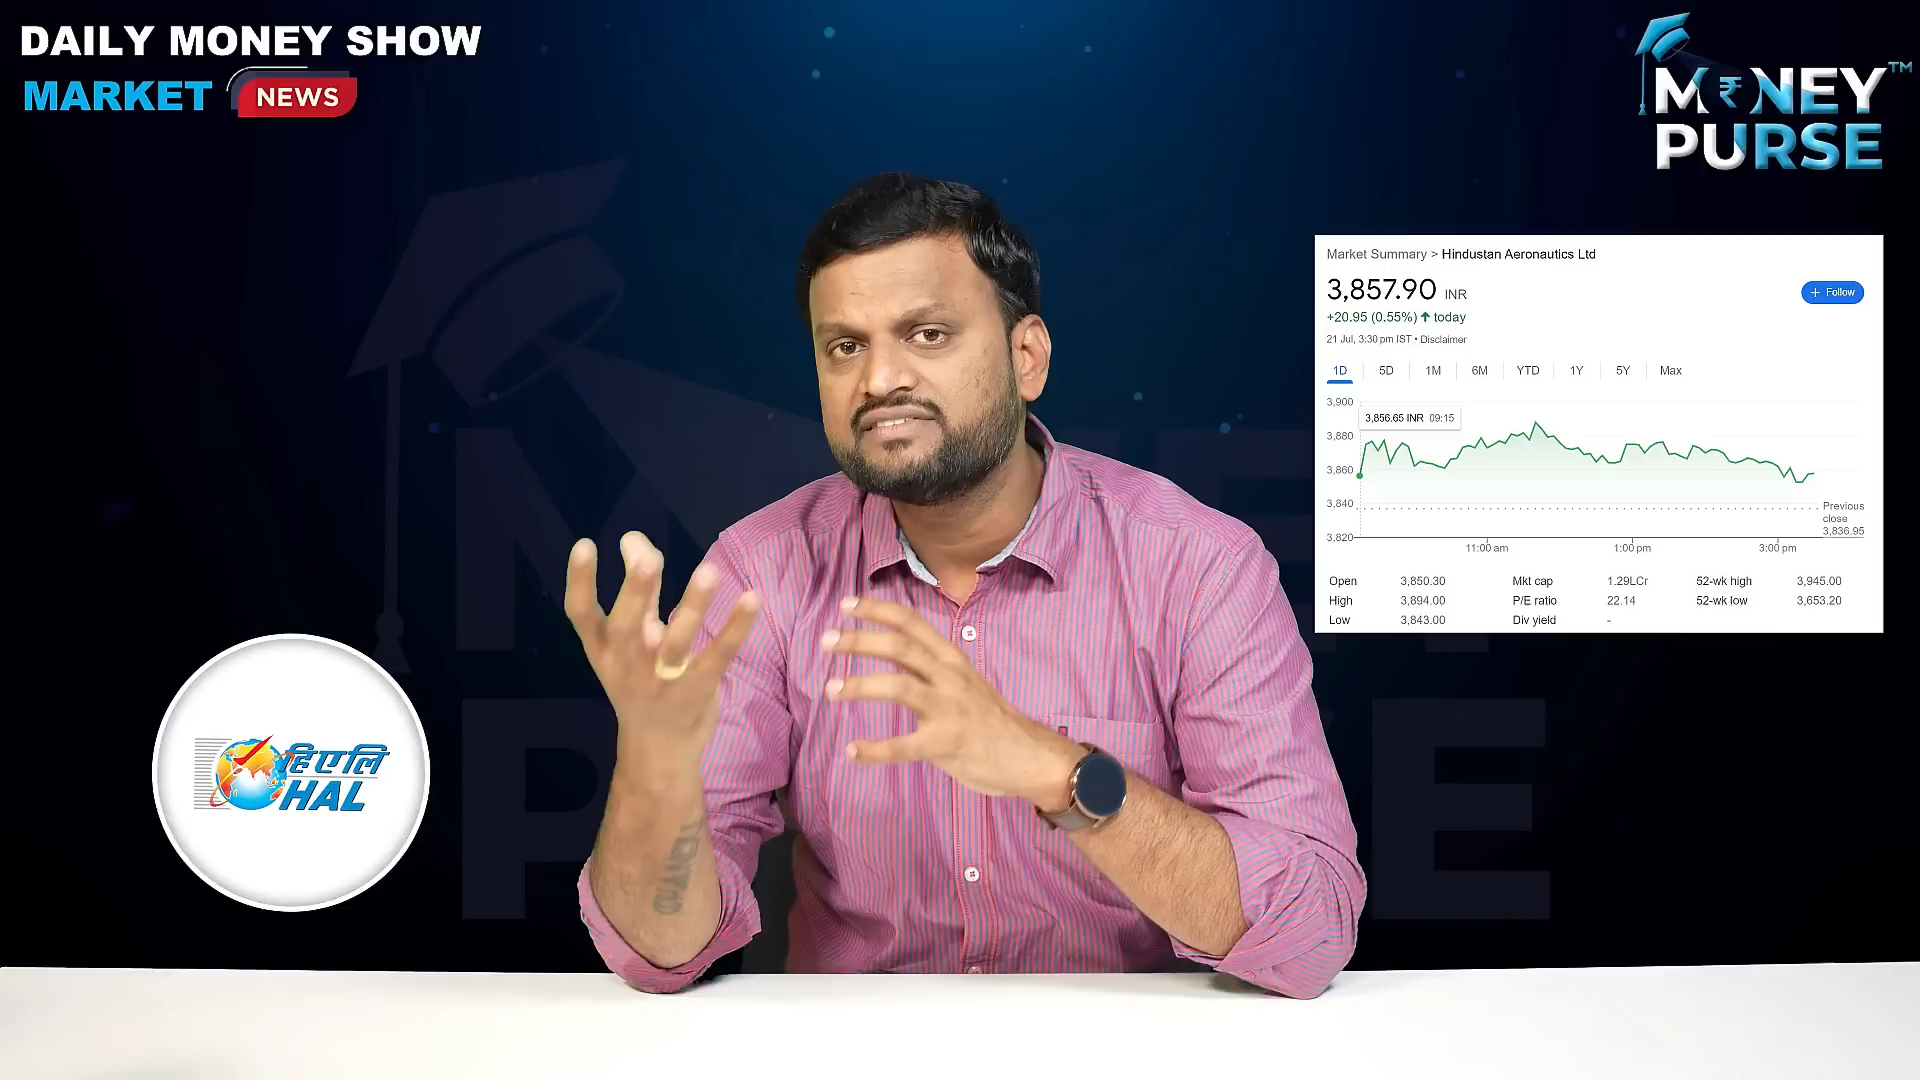 DAILY MONEY SHOW
MARKET NEWS
MONEY™
PURSE
Market Summary > Hindustan Aeronautics Ltd
3,857.90 INR
+ Follow
+20.95 (0.55%) ↑ today
21 Jul, 3:30 pm IST • Disclaimer
1D 5D 1M 6M YTD 1Y 5Y Max
3,900
3,856.65 INR 09:15
3,880
3,860
3,840
Previous
close
3,836.95
3,820
11:00 am 1:00 pm 3:00 pm
Open 3,850.30 Mkt cap 1.29LCr 52-wk high 3,945.00
High 3,894.00 P/E ratio 22.14 52-wk low 3,653.20
Low 3,843.00 Div yield -
हिएलि
HAL